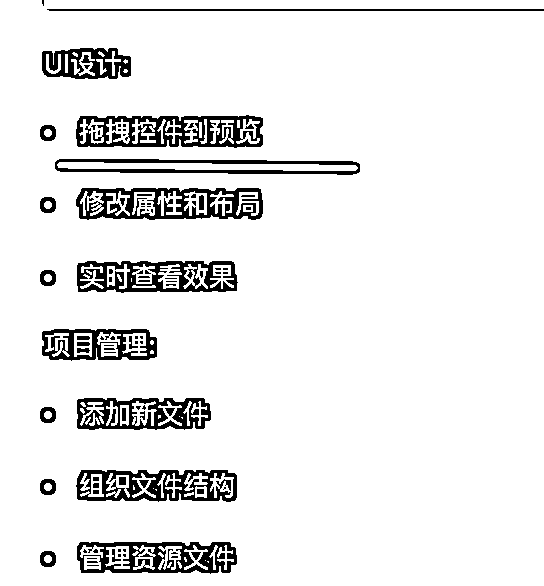 UI设计:
拖拽控件到预览
修改属性和布局
实时查看效果
项目管理:
添加新文件
组织文件结构
管理资源文件